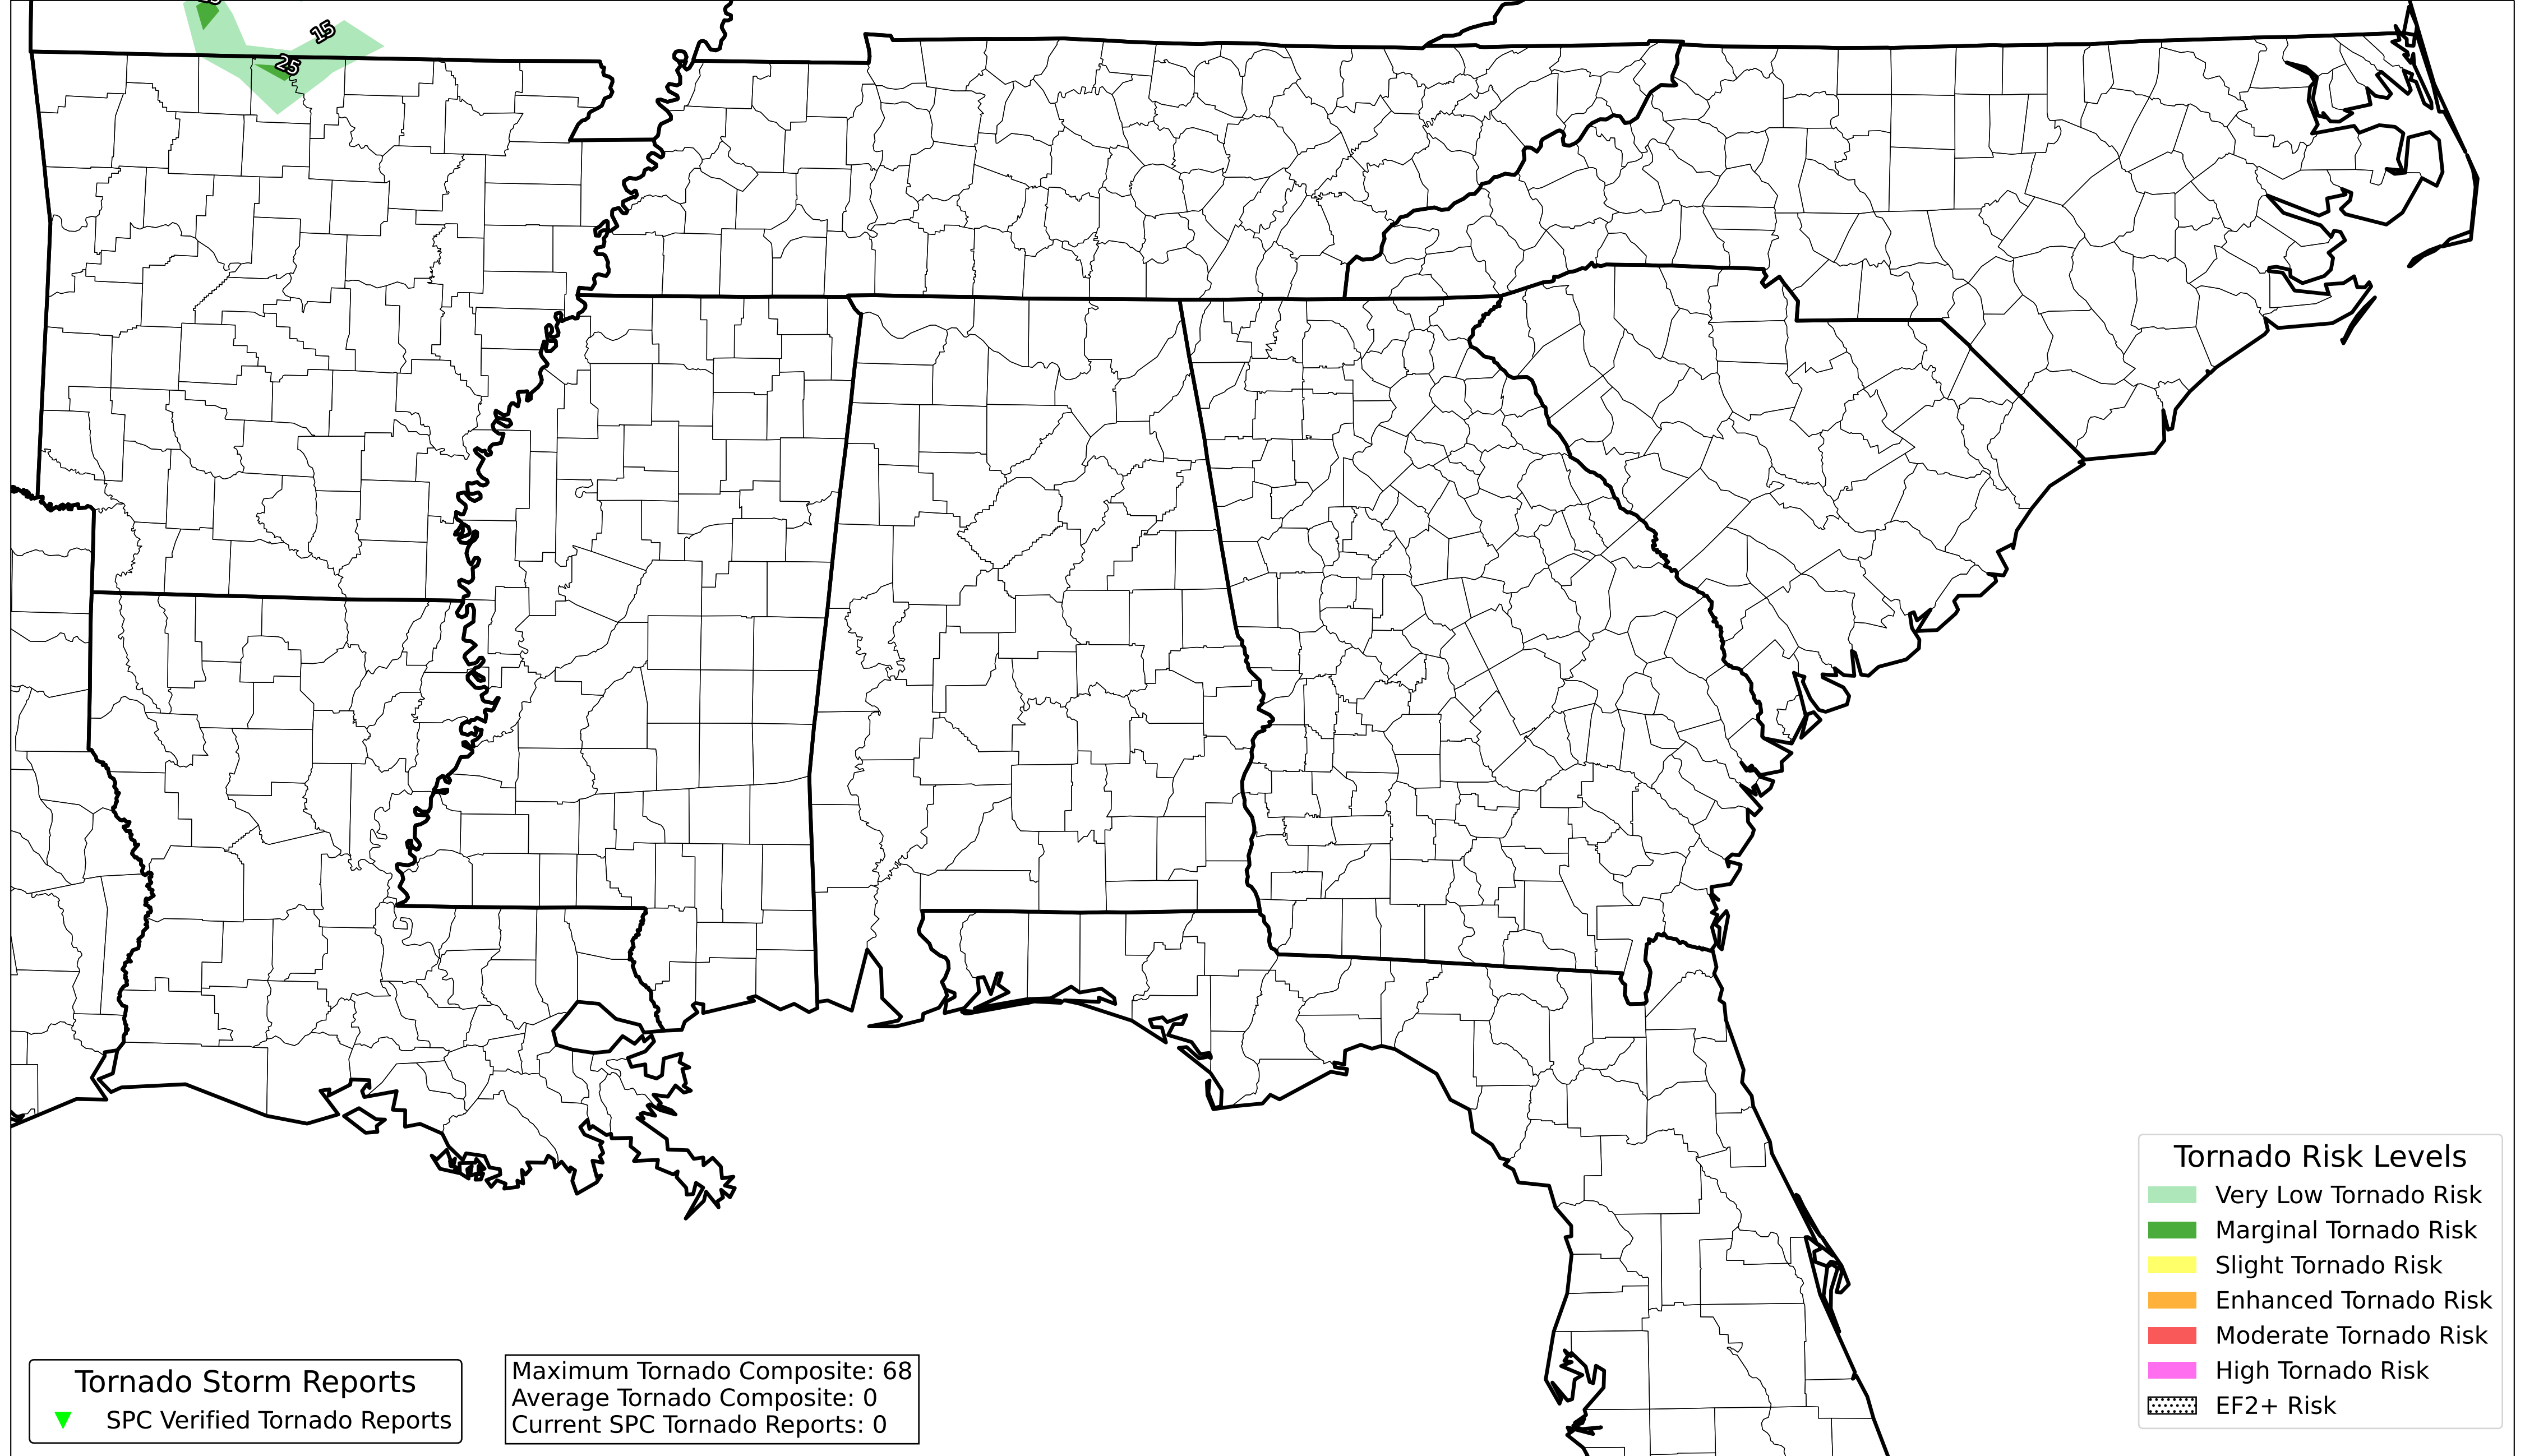 15
25
Tornado Risk Levels
Very Low Tornado Risk
Marginal Tornado Risk
Slight Tornado Risk
Enhanced Tornado Risk
Moderate Tornado Risk
High Tornado Risk
EF2+ Risk
Tornado Storm Reports
SPC Verified Tornado Reports
Maximum Tornado Composite: 68
Average Tornado Composite: 0
Current SPC Tornado Reports: 0